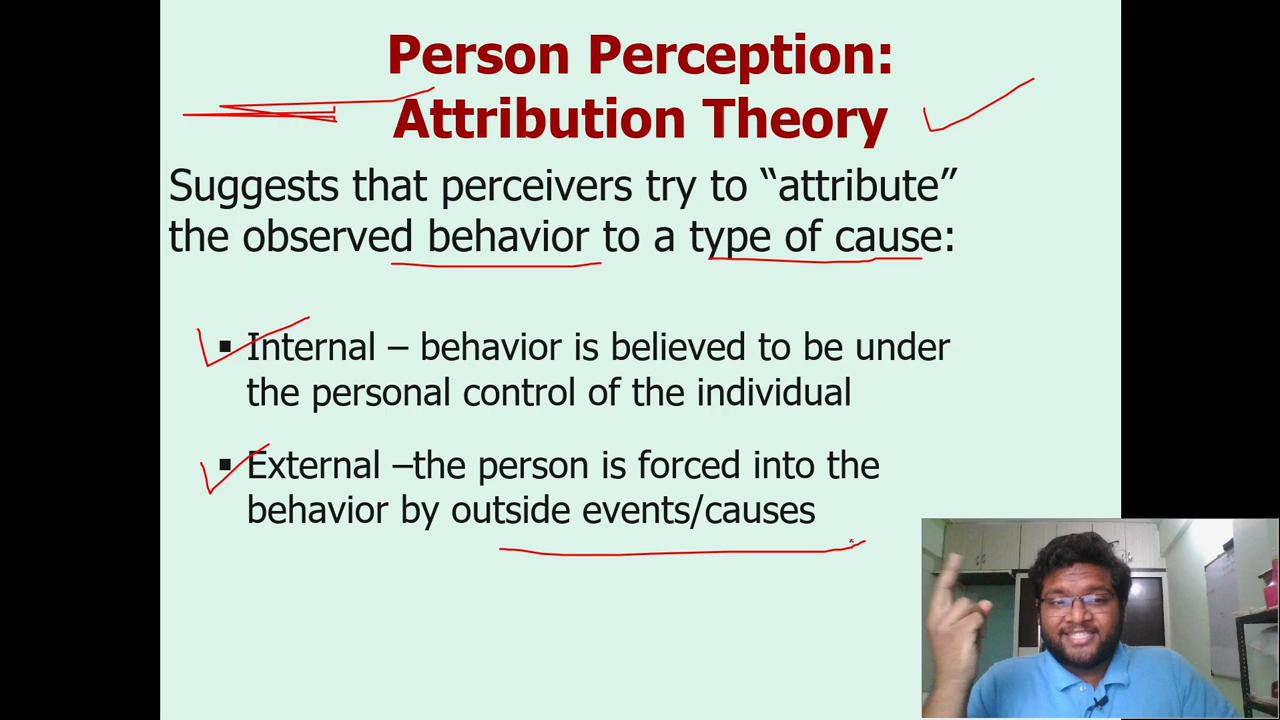 Person Perception:
Attribution Theory
Suggests that perceivers try to “attribute”
the observed behavior to a type of cause:
▪ Internal – behavior is believed to be under
the personal control of the individual
▪ External –the person is forced into the
behavior by outside events/causes